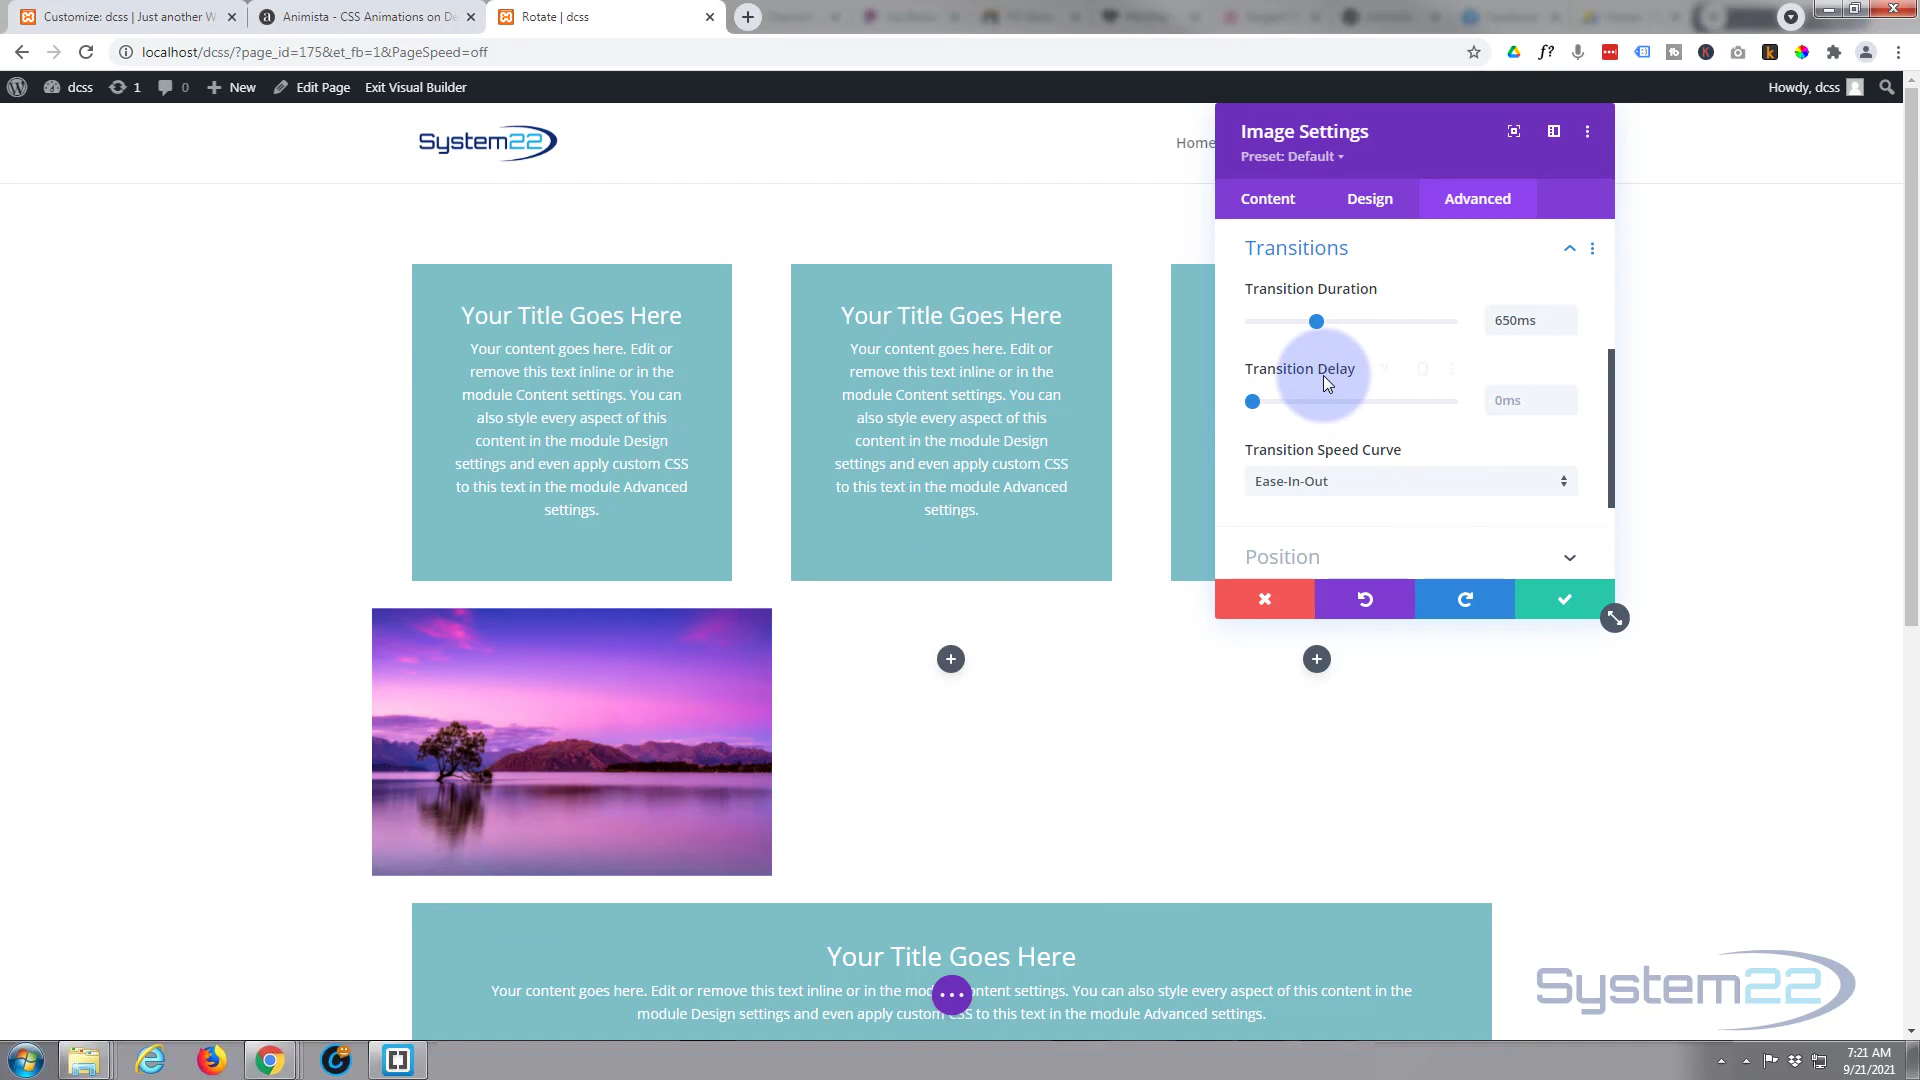 Customize: dcss | Just another W
Animista - CSS Animations on De
Rotate | dcss
localhost/dcss/?page_id=175&et_fb=1&PageSpeed=off
dcss
1
0
New
Edit Page
Exit Visual Builder
Howdy, dcss
System22
Home
Image Settings
Preset: Default
Content
Design
Advanced
Transitions
Transition Duration
650ms
Transition Delay
0ms
Transition Speed Curve
Ease-In-Out
Position
Your Title Goes Here
Your content goes here. Edit or
remove this text inline or in the
module Content settings. You can
also style every aspect of this
content in the module Design
settings and even apply custom CSS
to this text in the module Advanced
settings.
Your Title Goes Here
Your content goes here. Edit or
remove this text inline or in the
module Content settings. You can
also style every aspect of this
content in the module Design
settings and even apply custom CSS
to this text in the module Advanced
settings.
Your Title Goes Here
Your content goes here. Edit or remove this text inline or in the mod ontent settings. You can also style every aspect of this content in the
module Design settings and even apply custom CSS to this text in the module Advanced settings.
System22
7:21 AM
9/21/2021